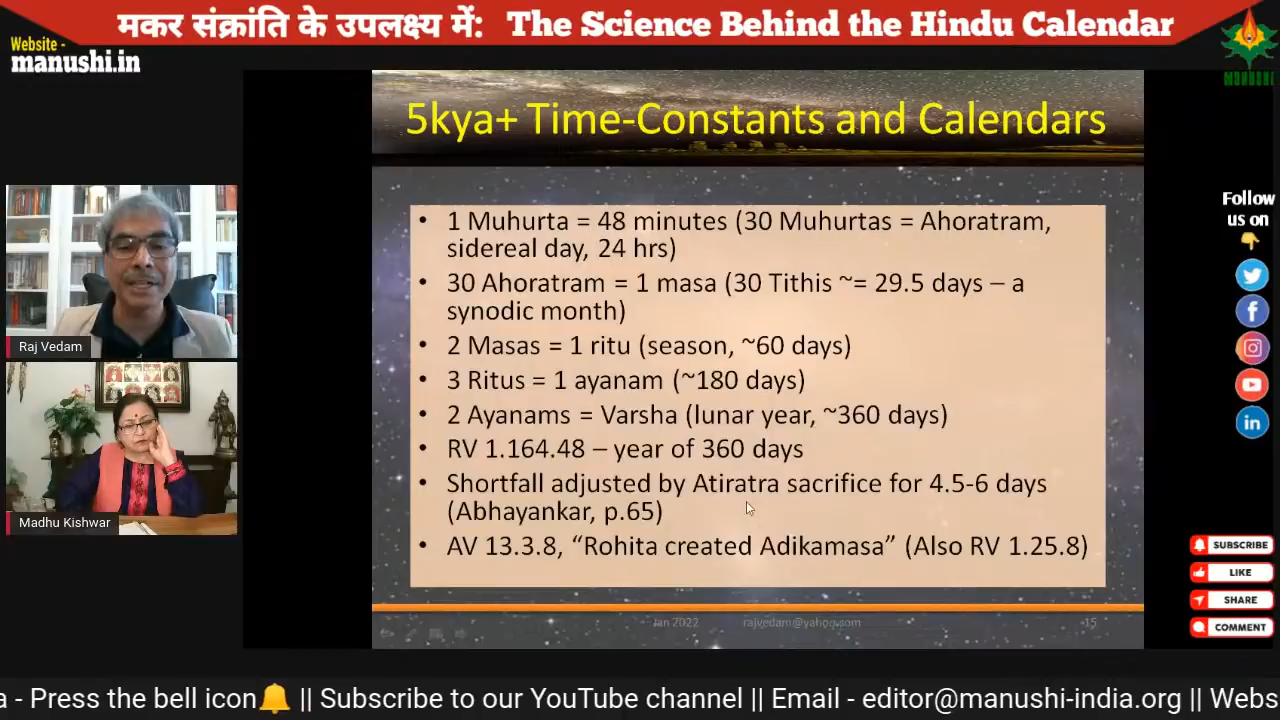 मकर संक्रांति के उपलक्ष्य में: The Science Behind the Hindu Calendar
Website -
manushi.in
MANUSHI
5kya+ Time-Constants and Calendars
• 1 Muhurta = 48 minutes (30 Muhurtas = Ahoratram,
sidereal day, 24 hrs)
• 30 Ahoratram = 1 masa (30 Tithis ~= 29.5 days – a
synodic month)
• 2 Masas = 1 ritu (season, ~60 days)
• 3 Ritus = 1 ayanam (~180 days)
• 2 Ayanams = Varsha (lunar year, ~360 days)
• RV 1.164.48 – year of 360 days
• Shortfall adjusted by Atiratra sacrifice for 4.5-6 days
(Abhayankar, p.65)
• AV 13.3.8, “Rohita created Adikamasa” (Also RV 1.25.8)
Jan 2022 rajvedam@yahoo.com 15
Raj Vedam
Madhu Kishwar
Follow
us on
SUBSCRIBE
LIKE
SHARE
COMMENT
a - Press the bell icon🔔 || Subscribe to our YouTube channel || Email - editor@manushi-india.org || Webs